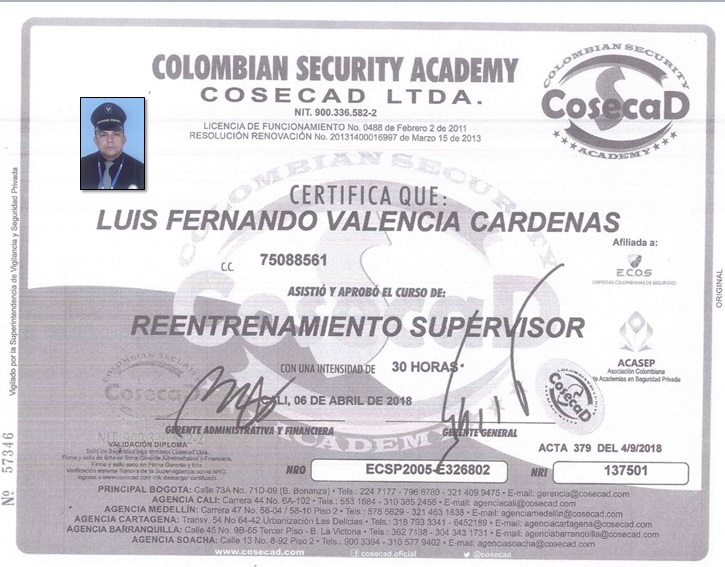 COLOMBIAN SECURITY ACADEMY
COSECAD LTDA.
NIT. 900.336.582-2
LICENCIA DE FUNCIONAMIENTO No. 0488 de Febrero 2 de 2011
RESOLUCIÓN RENOVACIÓN No. 20131400016997 de Marzo 15 de 2013
COLOMBIAN SECURITY
CosecaD
ACADEMY
CERTIFICA QUE:
LUIS FERNANDO VALENCIA CARDENAS
C.C. 75088561
Afiliada a:
ECOS
EMPRESAS COLOMBIANAS DE SEGURIDAD
ASISTIÓ Y APROBÓ EL CURSO DE:
REENTRENAMIENTO SUPERVISOR
ACASEP
Asociación Colombiana
de Academias en Seguridad Privada
CON UNA INTENSIDAD DE 30 HORAS
CALI, 06 DE ABRIL DE 2018
GERENTE ADMINISTRATIVA Y FINANCIERA
GERENTE GENERAL
ACTA 379 DEL 4/9/2018
VALIDACIÓN DIPLOMA
NRO ECSP2005-E326802
NRI 137501
PRINCIPAL BOGOTA: Calle 73A No. 71D-09 (B. Bonanza) • Tels.: 224 7177 - 796 8780 - 321 409 9475 • E-mail: gerencia@cosecad.com
AGENCIA CALI: Carrera 44 No. 6A-102 • Tels.: 553 1684 - 310 385 2456 • E-mail: agenciacali@cosecad.com
AGENCIA MEDELLÍN: Carrera 47 No. 58-04 / 58-10 Piso 2 • Tels.: 578 5629 - 321 463 1838 • E-mail: agenciamedellin@cosecad.com
AGENCIA CARTAGENA: Transv. 54 No 64-42 Urbanización Las Delicias • Tels.: 318 793 3341 - 6452189 • E-mail: agenciacartagena@cosecad.com
AGENCIA BARRANQUILLA: Calle 45 No. 9B-65 Tercer Piso - B. La Victoria • Tels.: 362 7138 - 304 343 1731 • E-mail: agenciabarranquilla@cosecad.com
AGENCIA SOACHA: Calle 13 No. 8-92 Piso 2 • Tels.: 900 3394 - 310 577 9402 • E-mail: agenciasoacha@cosecad.com
www.cosecad.com cosecad.oficial @cosecad
Vigilado por la Superintendencia de Vigilancia y Seguridad Privada
Nº 57346
ORIGINAL